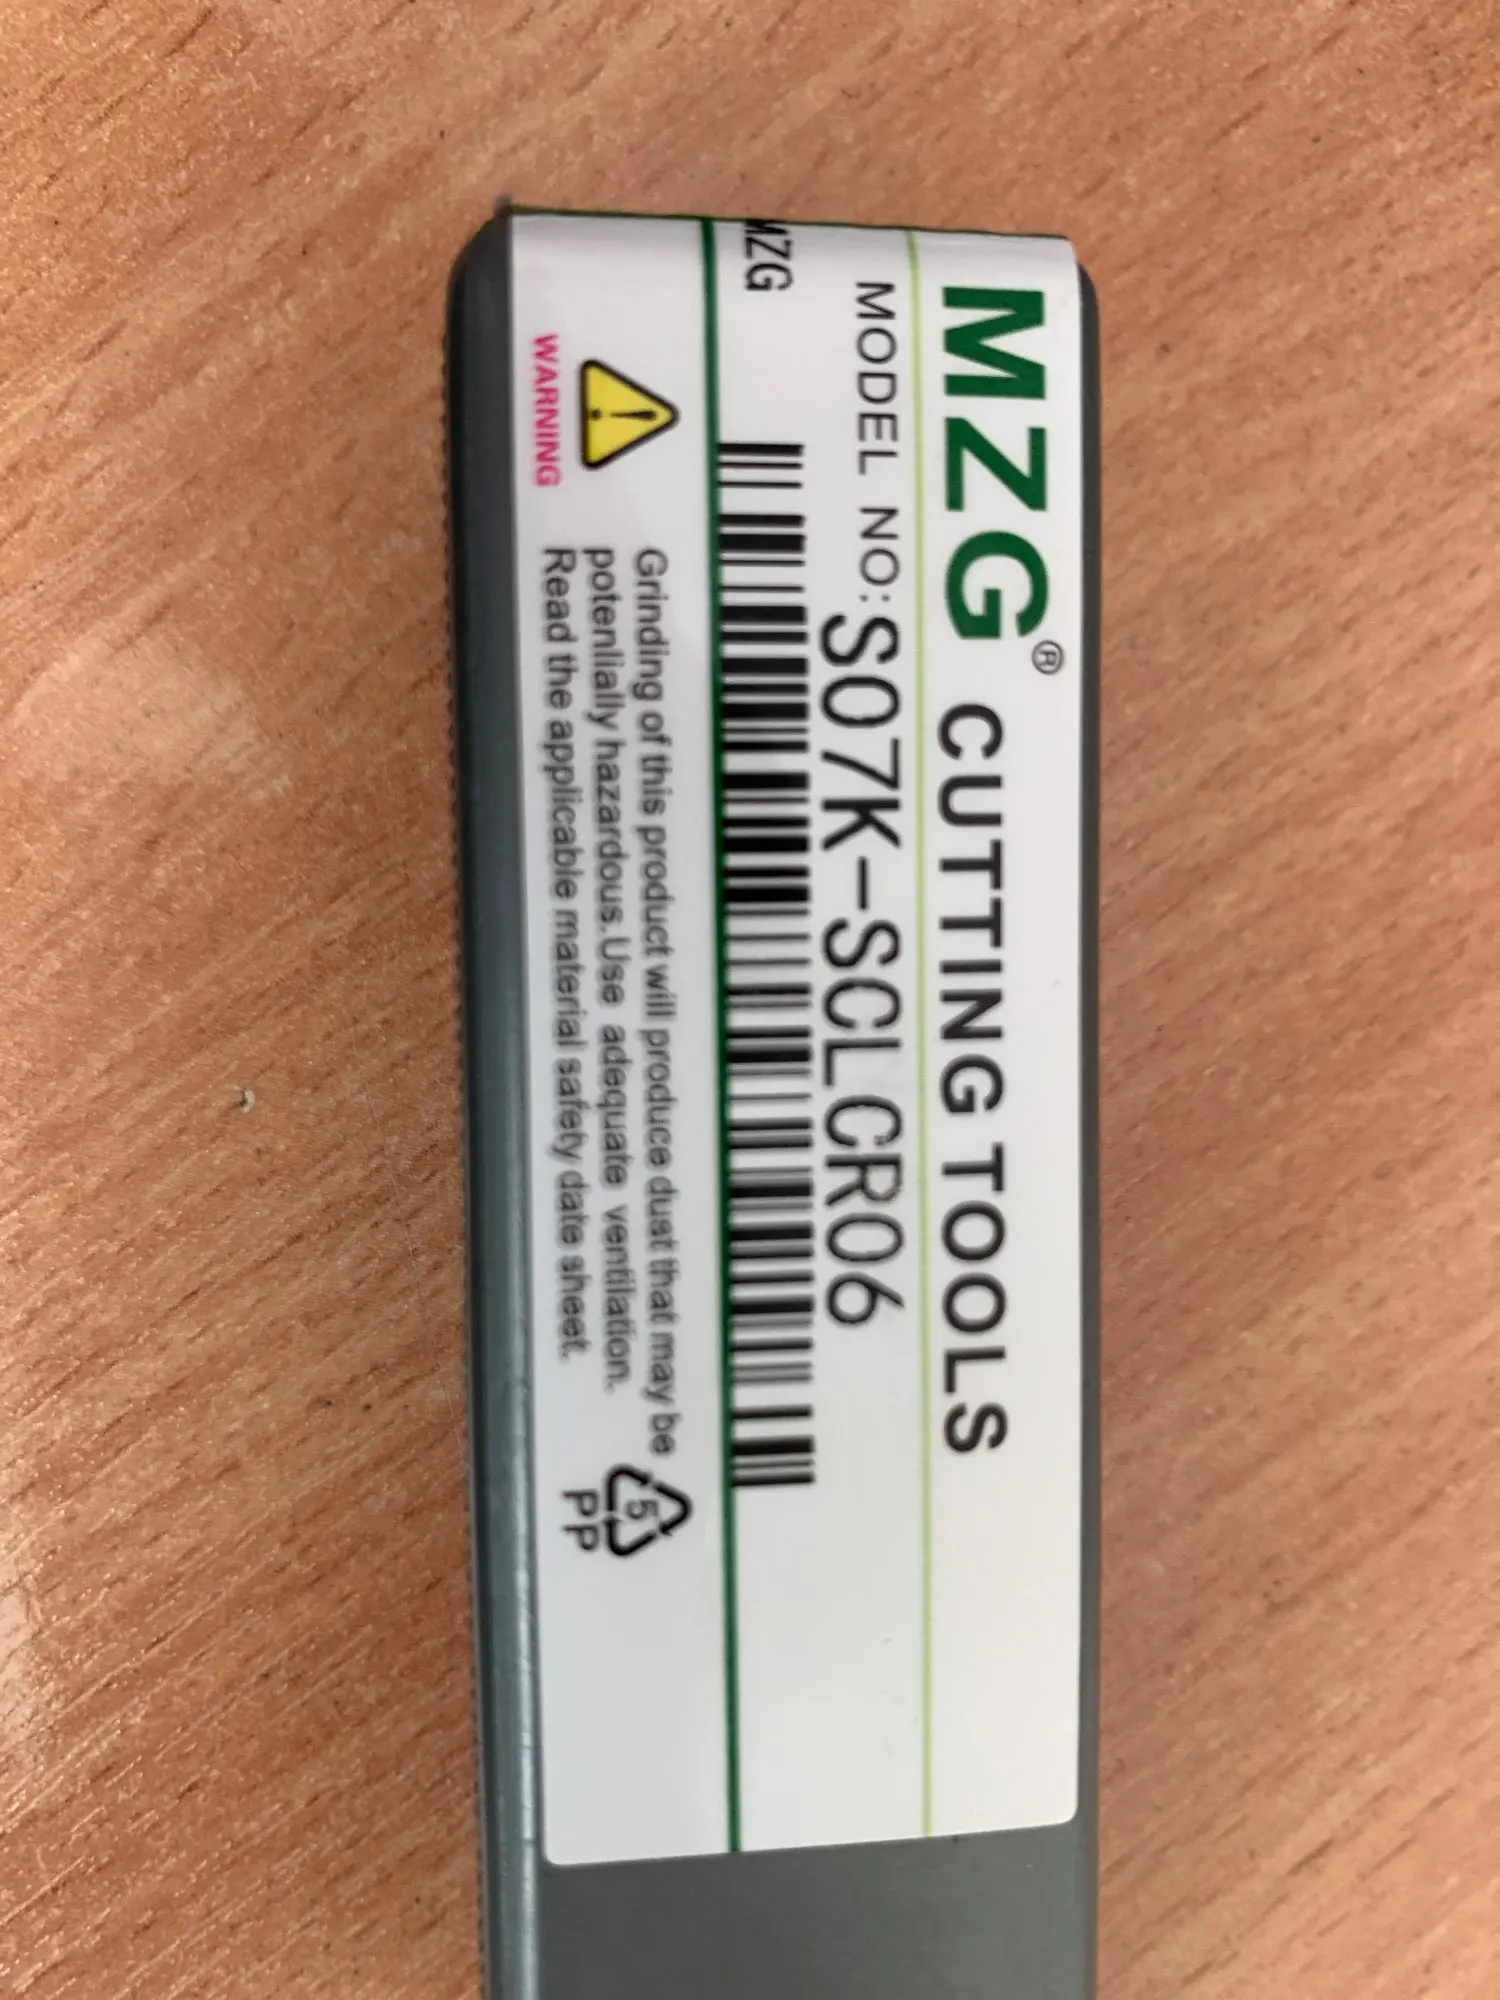 MZG® CUTTING TOOLS
MODEL NO:S07K-SCLCR06
MZG
WARNING
Grinding of this product will produce dust that may be
potenlially hazardous.Use adequate ventilation.
Read the applicable material safety date sheet.
5
PP